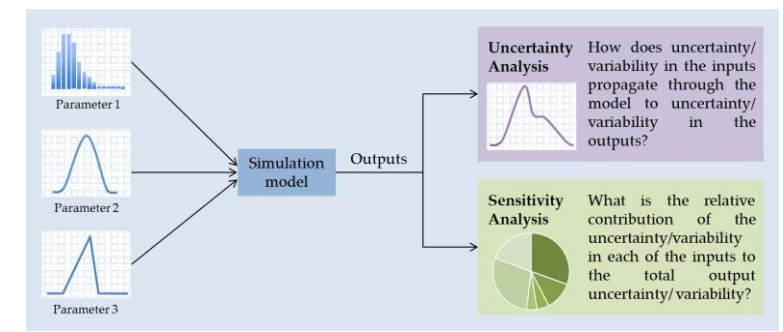 Parameter 1
Parameter 2
Parameter 3
Simulation
model
Outputs
Uncertainty
Analysis
How does uncertainty/
variability in the inputs
propagate through the
model to uncertainty/
variability in the
outputs?
Sensitivity
Analysis
What is the relative
contribution of the
uncertainty/variability
in each of the inputs to
the total output
uncertainty/variability?